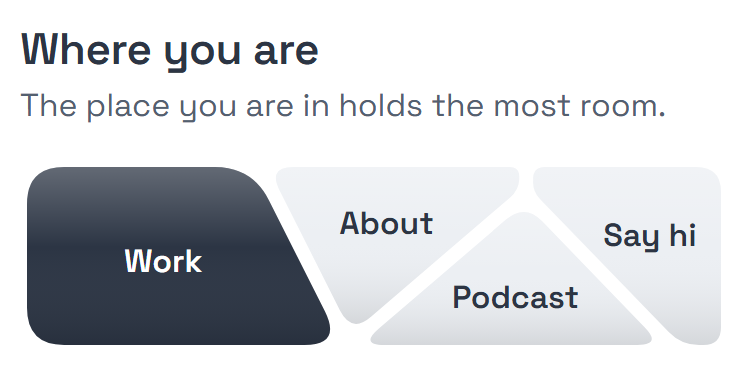 Where you are
The place you are in holds the most room.
Work
About
Podcast
Say hi